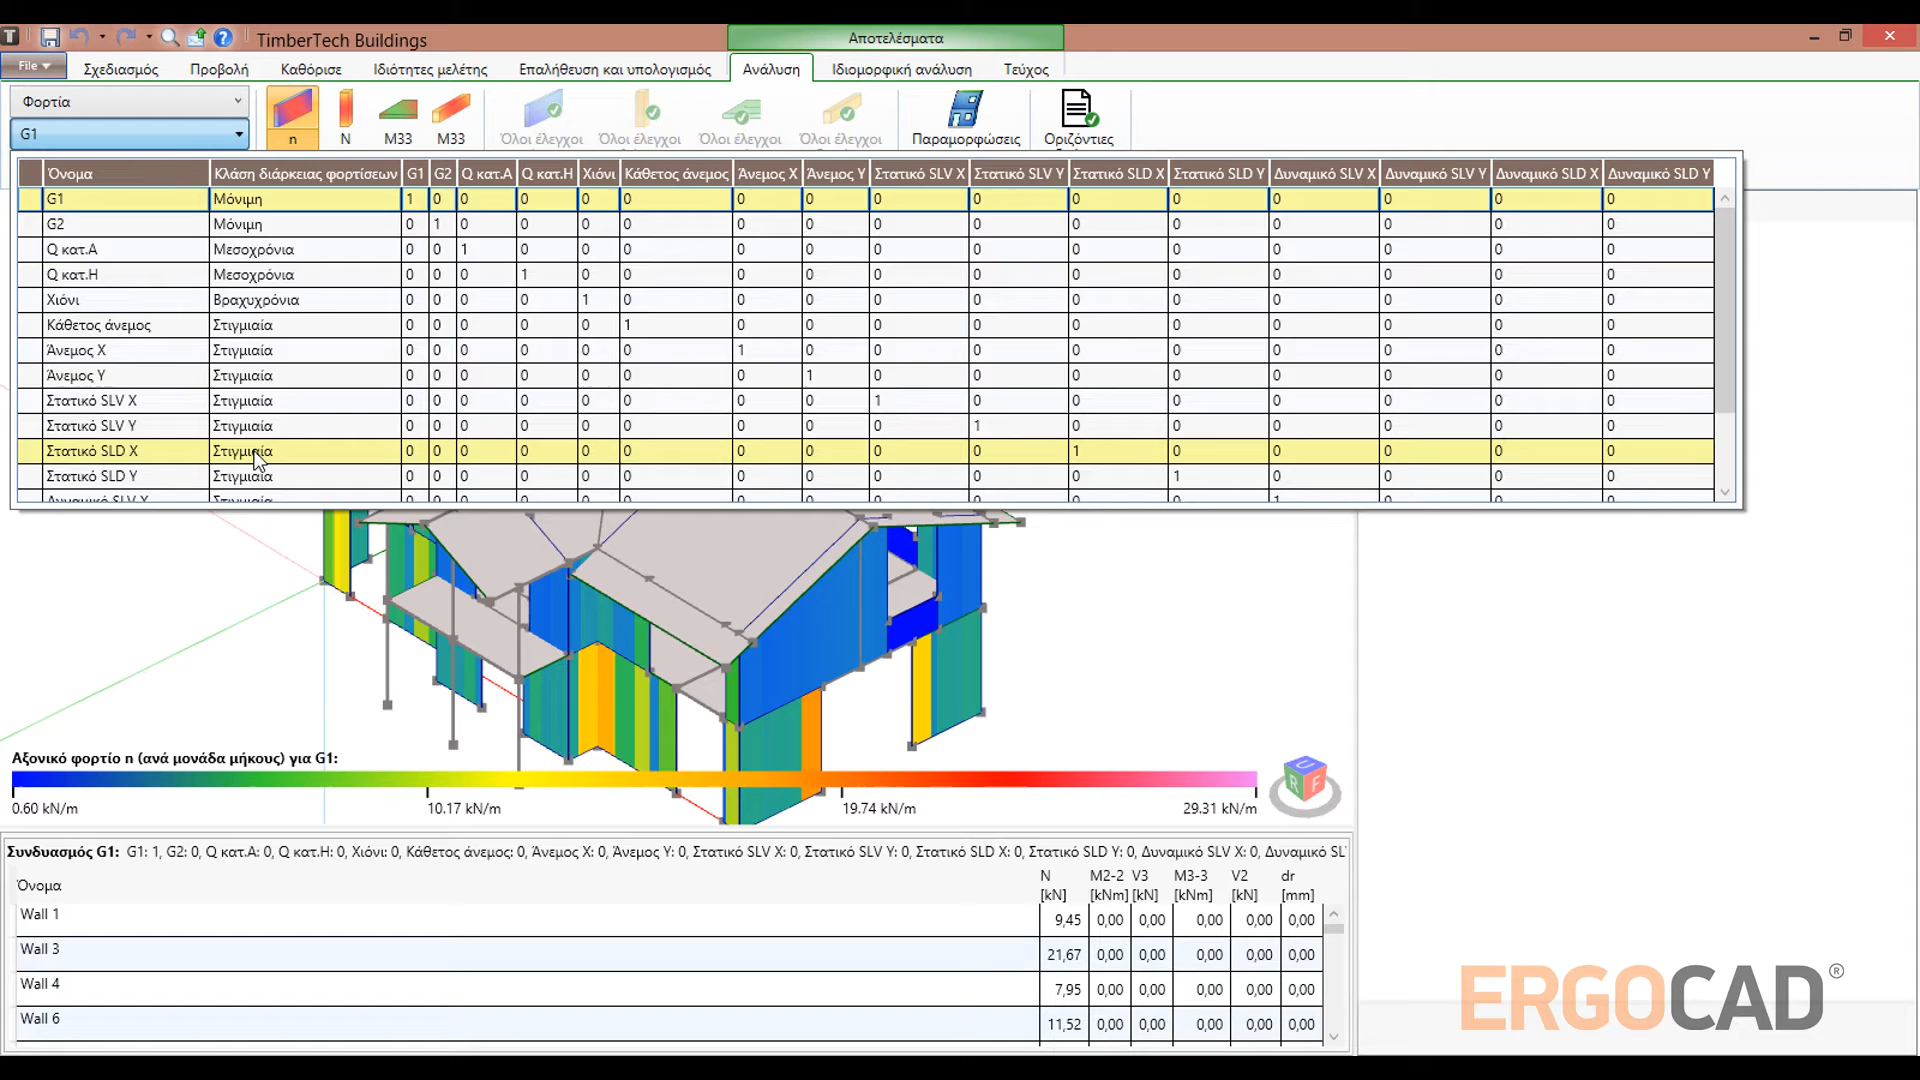 TimberTech Buildings
Αποτελέσματα
File Σχεδιασμός Προβολή Καθόρισε Ιδιότητες μελέτης Επαλήθευση και υπολογισμός Ανάλυση Ιδιομορφική ανάλυση Τεύχος
Φορτία
G1
n N M33 M33 Όλοι έλεγχοι Όλοι έλεγχοι Όλοι έλεγχοι Όλοι έλεγχοι Παραμορφώσεις Οριζόντιες
Όνομα Κλάση διάρκειας φορτίσεων G1 G2 Q κατ.A Q κατ.H Χιόνι Κάθετος άνεμος Άνεμος X Άνεμος Y Στατικό SLV X Στατικό SLV Y Στατικό SLD X Στατικό SLD Y Δυναμικό SLV X Δυναμικό SLV Y Δυναμικό SLD X Δυναμικό SLD Y
G1 Μόνιμη 1 0 0 0 0 0 0 0 0 0 0 0 0 0 0 0
G2 Μόνιμη 0 1 0 0 0 0 0 0 0 0 0 0 0 0 0 0
Q κατ.A Μεσοχρόνια 0 0 1 0 0 0 0 0 0 0 0 0 0 0 0 0
Q κατ.H Μεσοχρόνια 0 0 0 1 0 0 0 0 0 0 0 0 0 0 0 0
Χιόνι Βραχυχρόνια 0 0 0 0 1 0 0 0 0 0 0 0 0 0 0 0
Κάθετος άνεμος Στιγμιαία 0 0 0 0 0 1 0 0 0 0 0 0 0 0 0 0
Άνεμος X Στιγμιαία 0 0 0 0 0 0 1 0 0 0 0 0 0 0 0 0
Άνεμος Y Στιγμιαία 0 0 0 0 0 0 0 1 0 0 0 0 0 0 0 0
Στατικό SLV X Στιγμιαία 0 0 0 0 0 0 0 0 1 0 0 0 0 0 0 0
Στατικό SLV Y Στιγμιαία 0 0 0 0 0 0 0 0 0 1 0 0 0 0 0 0
Στατικό SLD X Στιγμιαία 0 0 0 0 0 0 0 0 0 0 1 0 0 0 0 0
Στατικό SLD Y Στιγμιαία 0 0 0 0 0 0 0 0 0 0 0 1 0 0 0 0
Δυναμικό SLV X Στιγμιαία 0 0 0 0 0 0 0 0 0 0 0 0 1 0 0 0
Αξονικό φορτίο n (ανά μονάδα μήκους) για G1:
0.60 kN/m 10.17 kN/m 19.74 kN/m 29.31 kN/m
U R F
Συνδυασμός G1: G1: 1, G2: 0, Q κατ.A: 0, Q κατ.H: 0, Χιόνι: 0, Κάθετος άνεμος: 0, Άνεμος X: 0, Άνεμος Y: 0, Στατικό SLV X: 0, Στατικό SLV Y: 0, Στατικό SLD X: 0, Στατικό SLD Y: 0, Δυναμικό SLV X: 0, Δυναμικό SL
Όνομα N [kN] M2-2 [kNm] V3 [kN] M3-3 [kNm] V2 [kN] dr [mm]
Wall 1 9,45 0,00 0,00 0,00 0,00 0,00
Wall 3 21,67 0,00 0,00 0,00 0,00 0,00
Wall 4 7,95 0,00 0,00 0,00 0,00 0,00
Wall 6 11,52 0,00 0,00 0,00 0,00 0,00
ERGOCAD®